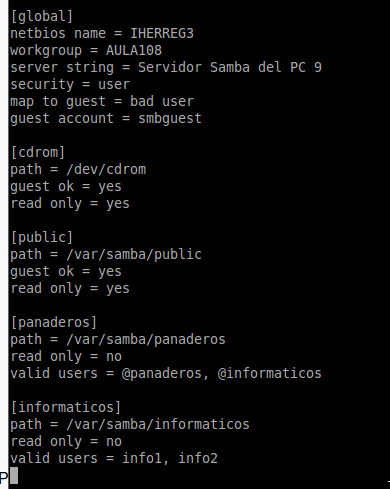 [global]
netbios name = IHERREG3
workgroup = AULA108
server string = Servidor Samba del PC 9
security = user
map to guest = bad user
guest account = smbguest
[cdrom]
path = /dev/cdrom
guest ok = yes
read only = yes
[public]
path = /var/samba/public
guest ok = yes
read only = yes
[panaderos]
path = /var/samba/panaderos
read only = no
valid users = @panaderos, @informaticos
[informaticos]
path = /var/samba/informaticos
read only = no
valid users = info1, info2
P